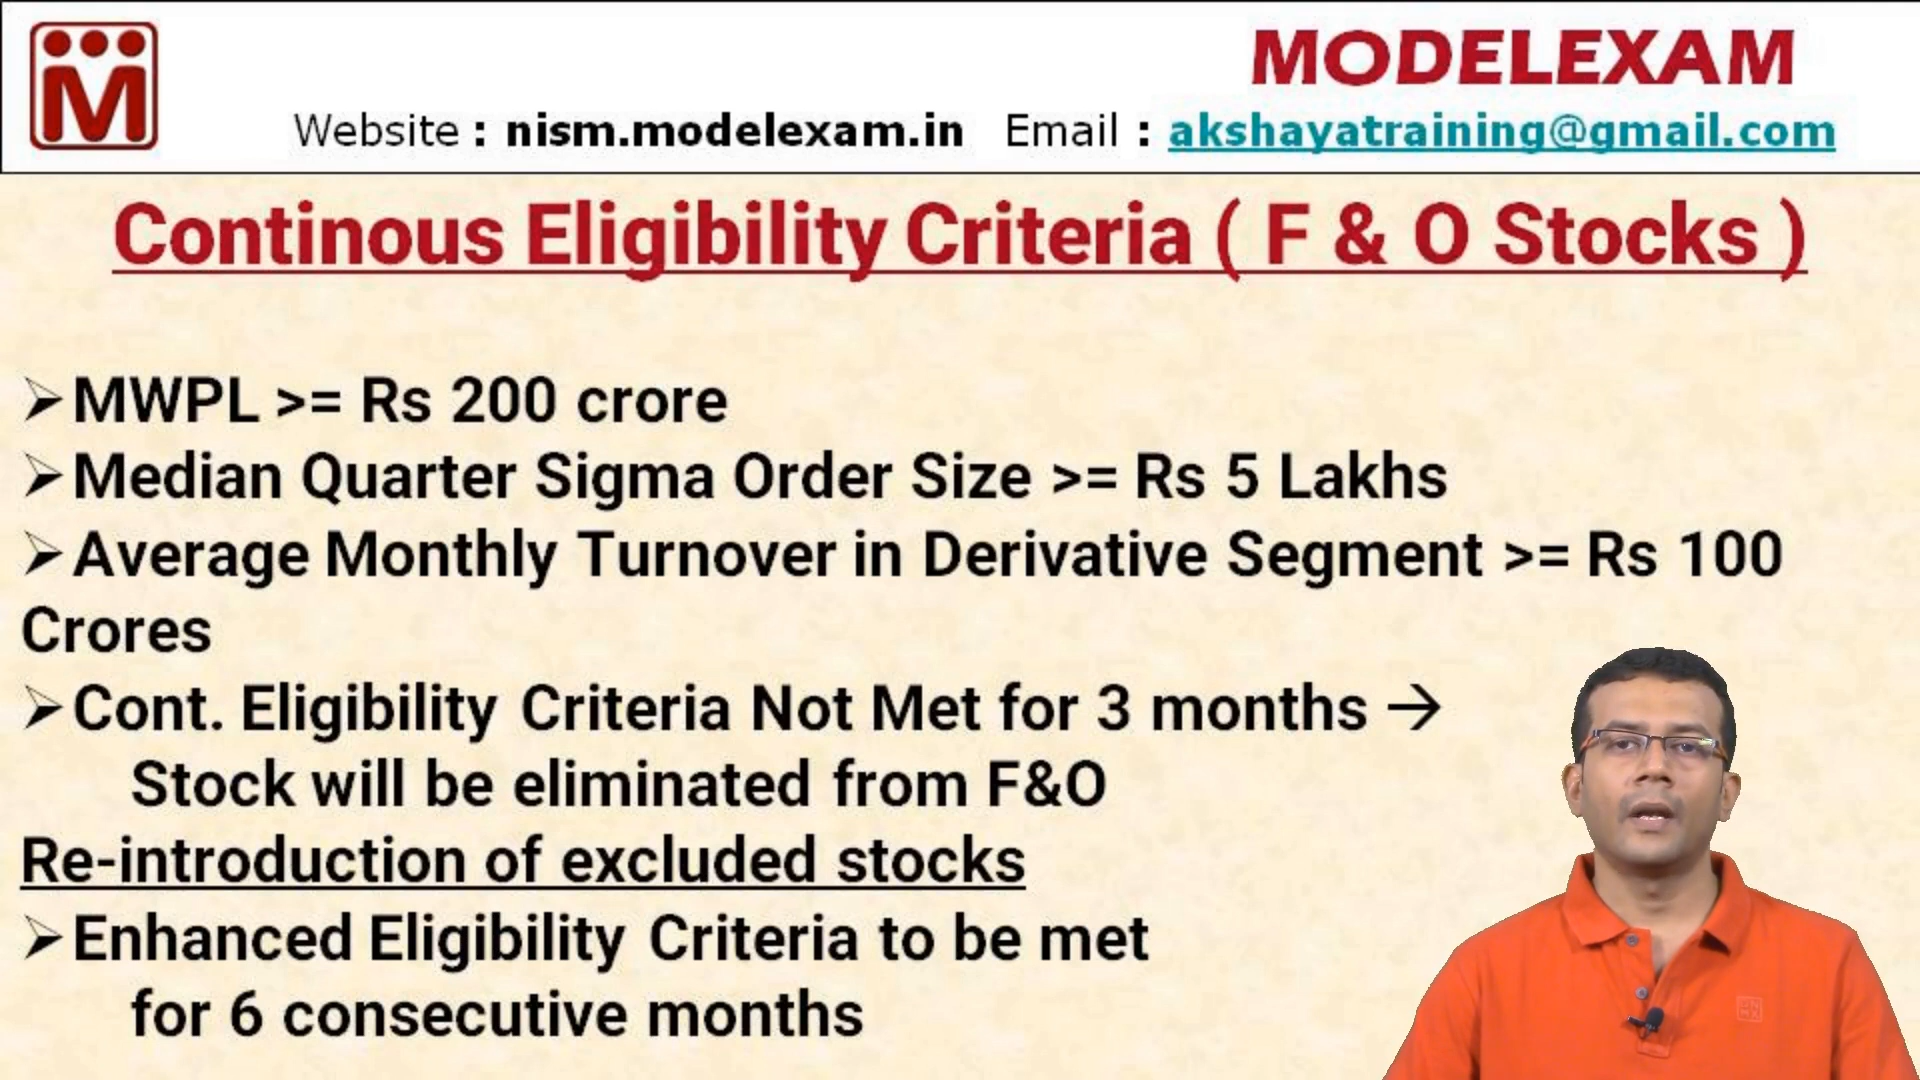 M
MODELEXAM
Website : nism.modelexam.in Email : akshayatraining@gmail.com
Continous Eligibility Criteria ( F & O Stocks )
➢MWPL >= Rs 200 crore
➢Median Quarter Sigma Order Size >= Rs 5 Lakhs
➢Average Monthly Turnover in Derivative Segment >= Rs 100
Crores
➢Cont. Eligibility Criteria Not Met for 3 months →
Stock will be eliminated from F&O
Re-introduction of excluded stocks
➢Enhanced Eligibility Criteria to be met
for 6 consecutive months